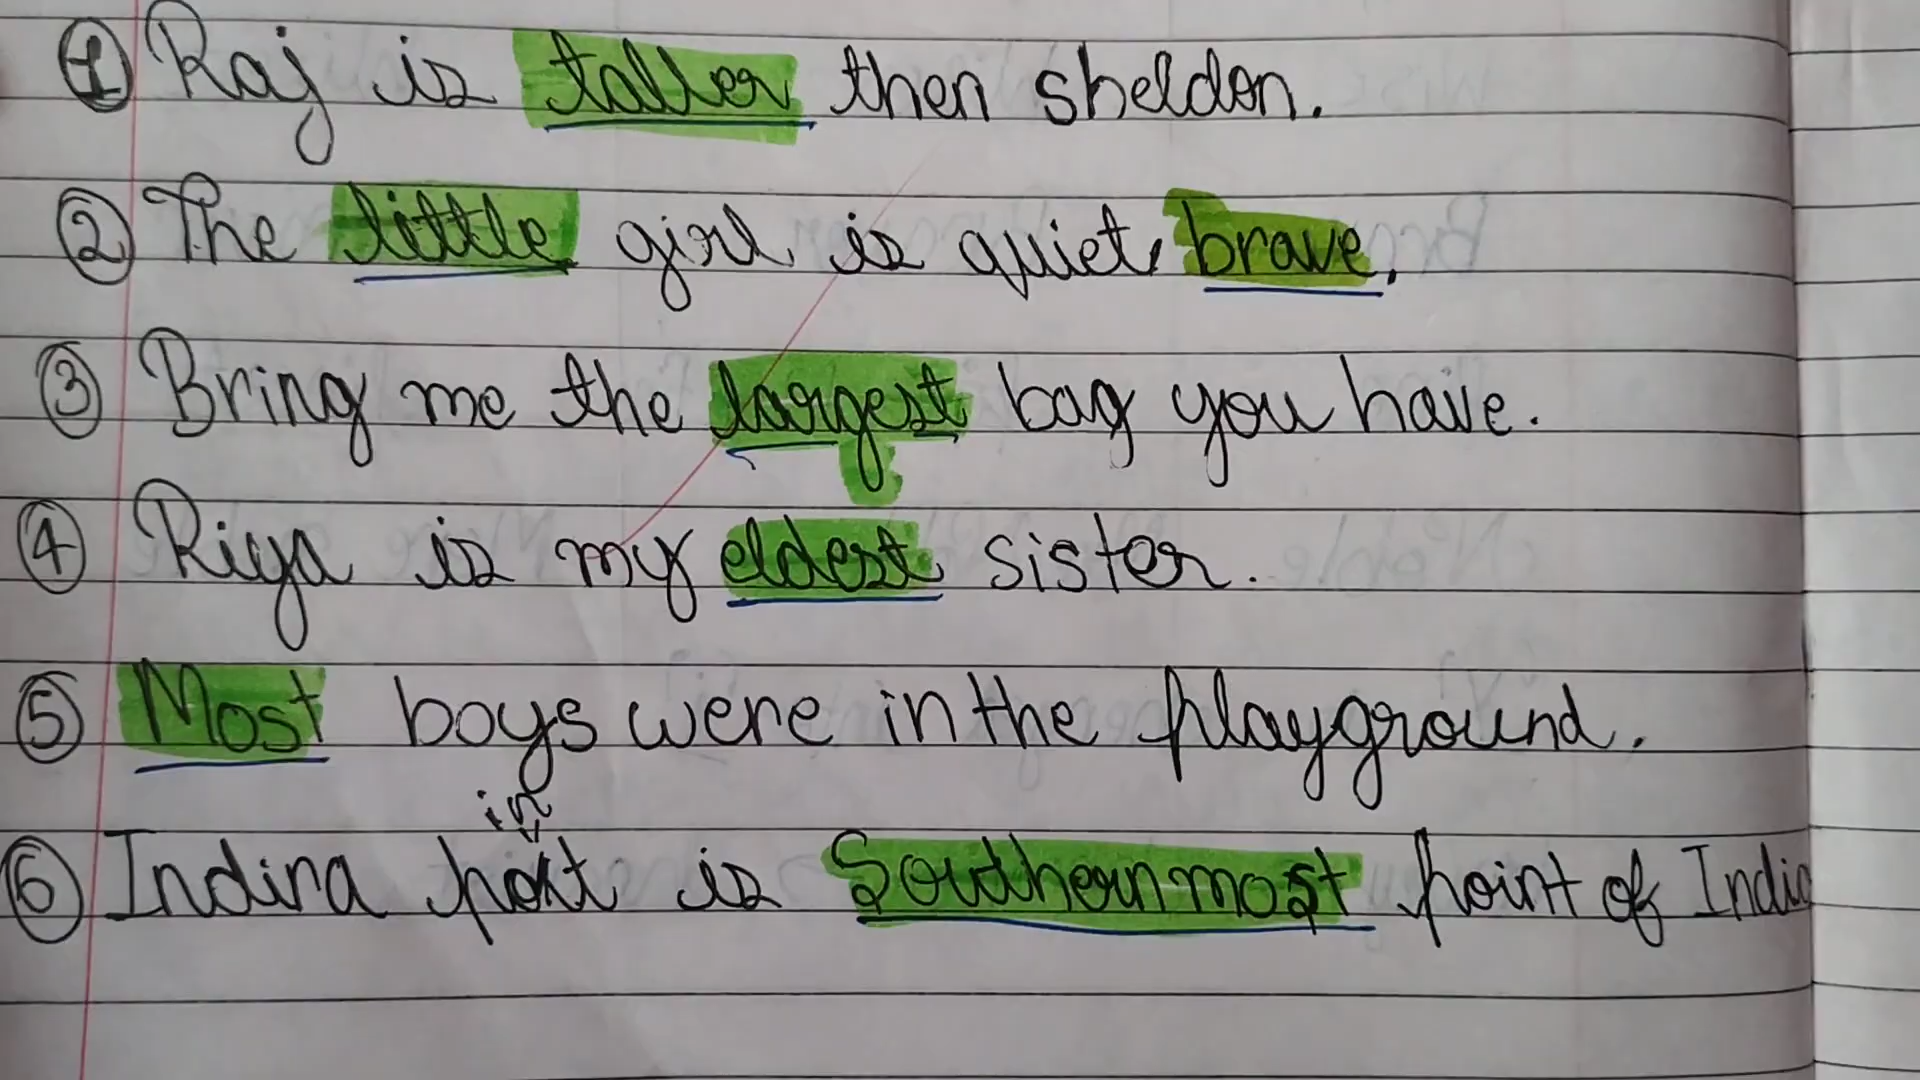 ① Raj is taller then sheldon.
② The little girl is quiet brave.
③ Bring me the largest bag you have.
④ Riya is my eldest sister.
⑤ Most boys were in the playground.
in
⑥ Indira point is Southernmost point of India